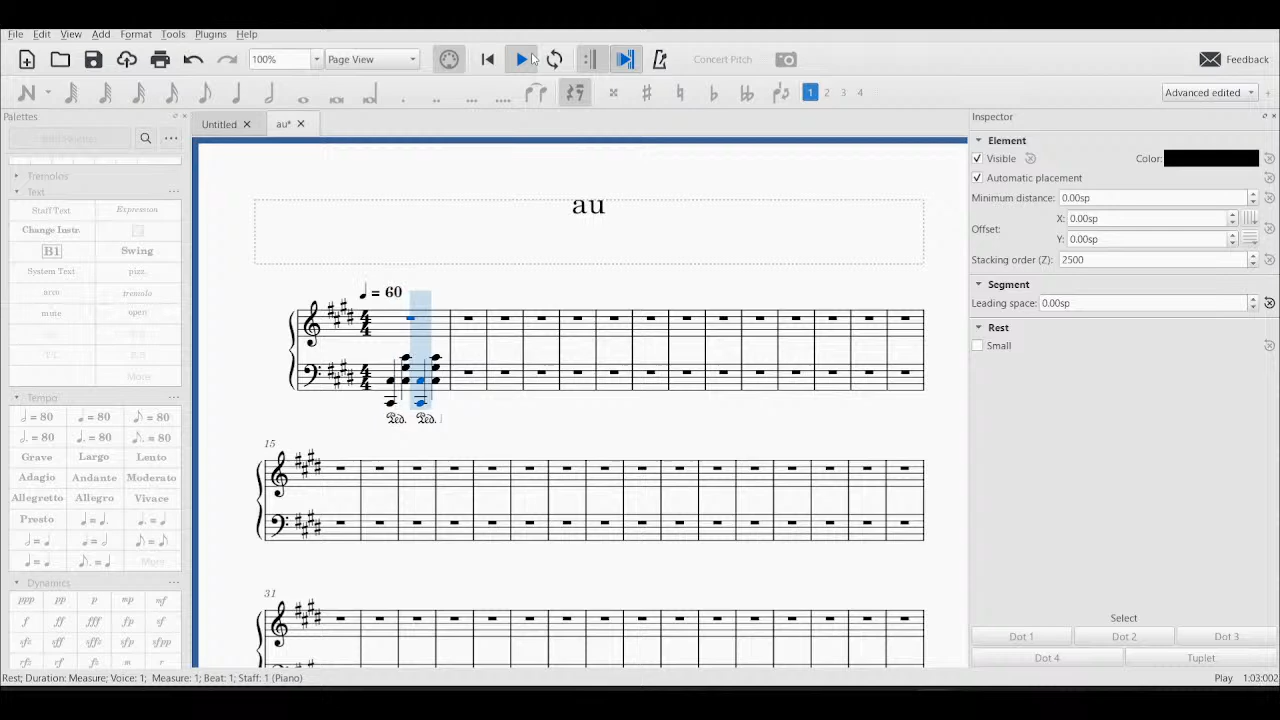 File Edit View Add Format Tools Plugins Help
100% Page View Concert Pitch Feedback
1 2 3 4 Advanced edited
Palettes
Untitled au*
Inspector
Tremolos
Text
Staff Text Expression
Change Instr.
B1 Swing
System Text pizz.
arco tremolo
mute open
More
Tempo
= 80 = 80 = 80
= 80 = 80 = 80
Grave Largo Lento
Adagio Andante Moderato
Allegretto Allegro Vivace
Presto
More
Dynamics
ppp pp p mp mf
f ff fff fp sf
sfz sff sffz sfp sfpp
rfz sf fz m r
au
= 60
Ped. Ped.
15
31
Element
Visible Color:
Automatic placement
Minimum distance: 0.00sp
Offset: X: 0.00sp
Y: 0.00sp
Stacking order (Z): 2500
Segment
Leading space: 0.00sp
Rest
Small
Select
Dot 1 Dot 2 Dot 3
Dot 4 Tuplet
Rest; Duration: Measure; Voice: 1; Measure: 1; Beat: 1; Staff: 1 (Piano) Play 1:03:002